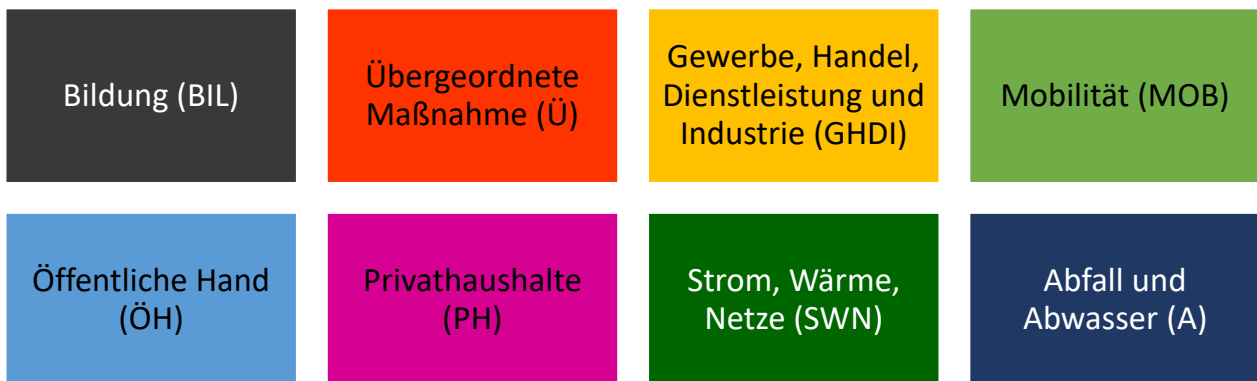 Bildung (BIL)
Übergeordnete
Maßnahme (Ü)
Gewerbe, Handel,
Dienstleistung und
Industrie (GHDI)
Mobilität (MOB)
Öffentliche Hand
(ÖH)
Privathaushalte
(PH)
Strom, Wärme,
Netze (SWN)
Abfall und
Abwasser (A)